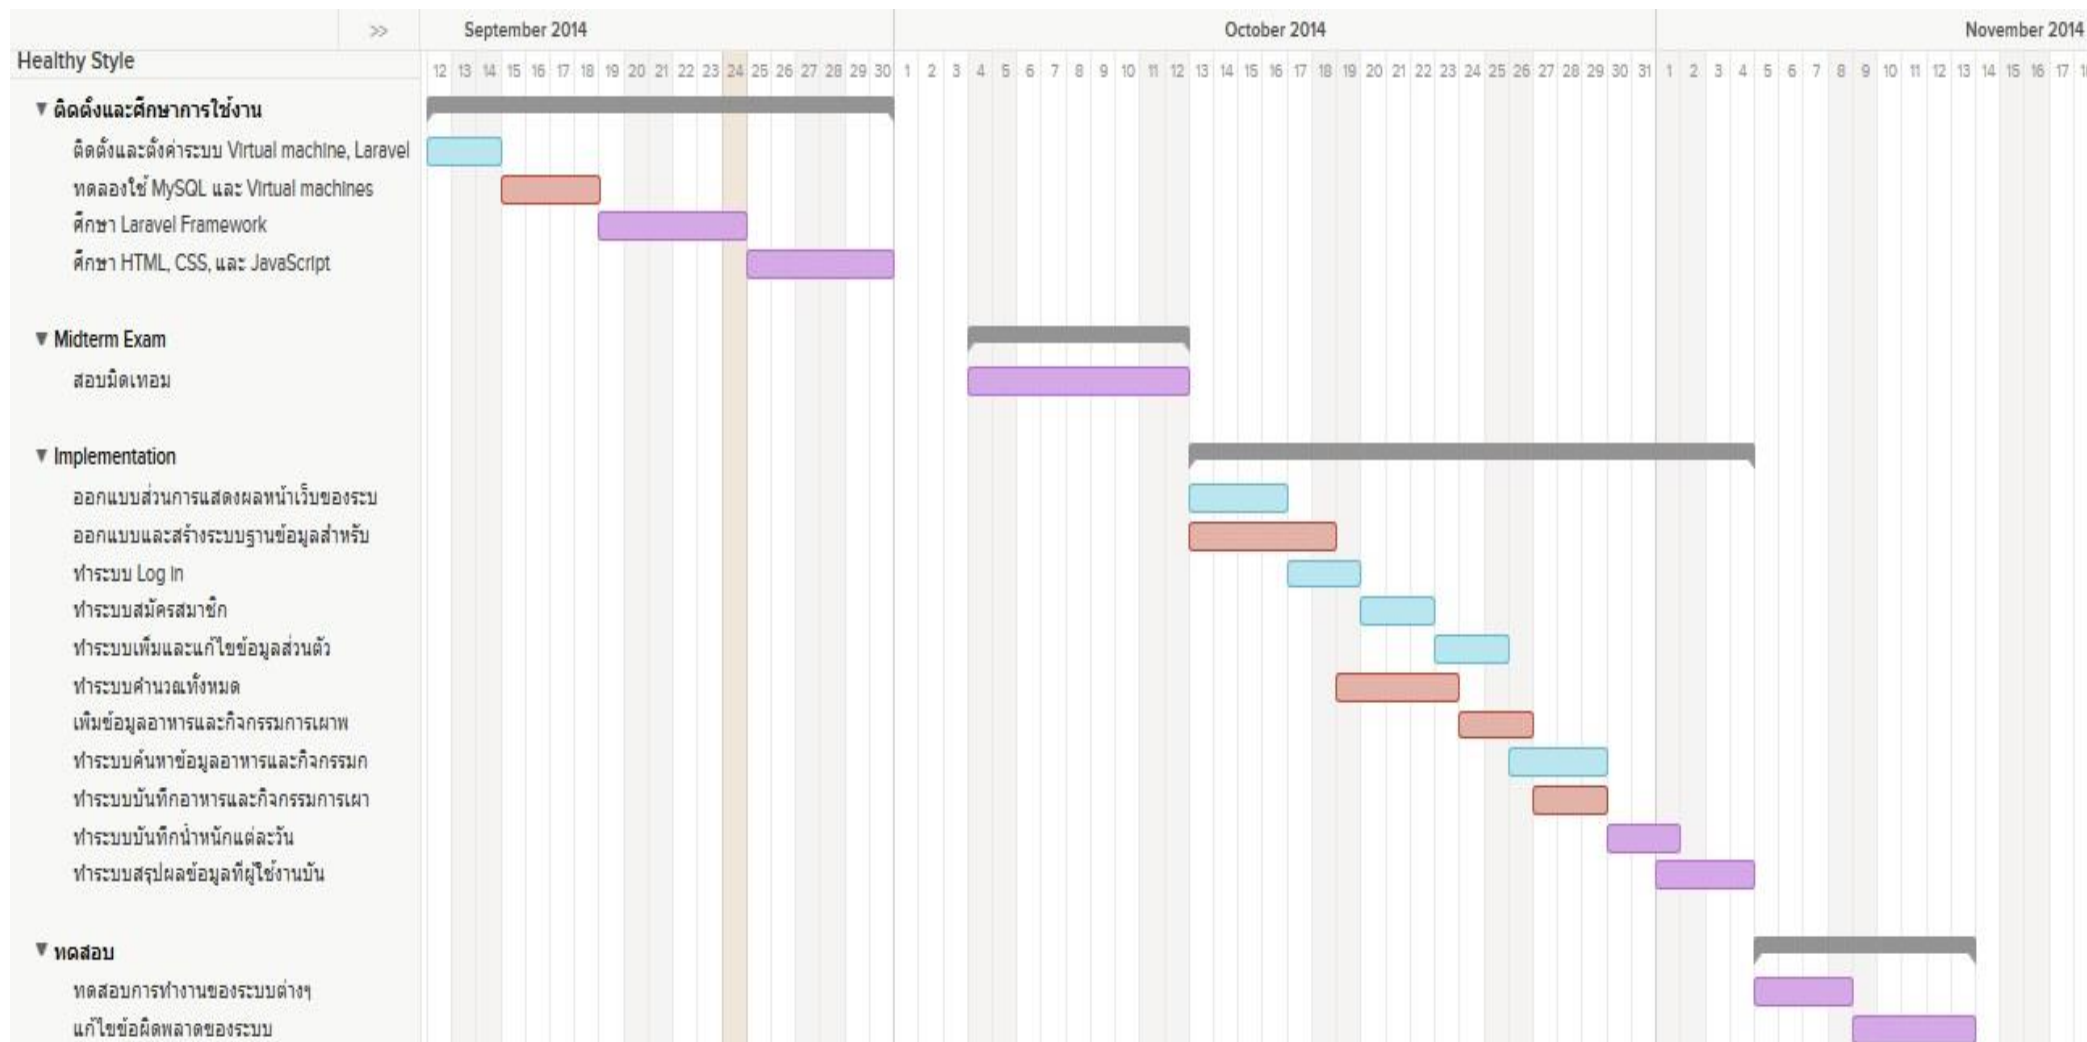 >> September 2014 October 2014 November 2014
Healthy Style
12 13 14 15 16 17 18 19 20 21 22 23 24 25 26 27 28 29 30 1 2 3 4 5 6 7 8 9 10 11 12 13 14 15 16 17 18 19 20 21 22 23 24 25 26 27 28 29 30 31 1 2 3 4 5 6 7 8 9 10 11 12 13 14 15 16 17
▼ ติดตั้งและศึกษาการใช้งาน
ติดตั้งและตั้งค่าระบบ Virtual machine, Laravel
ทดลองใช้ MySQL และ Virtual machines
ศึกษา Laravel Framework
ศึกษา HTML, CSS, และ JavaScript
▼ Midterm Exam
สอบมิดเทอม
▼ Implementation
ออกแบบส่วนการแสดงผลหน้าเว็บของระบ
ออกแบบและสร้างระบบฐานข้อมูลสำหรับ
ทำระบบ Log in
ทำระบบสมัครสมาชิก
ทำระบบเพิ่มและแก้ไขข้อมูลส่วนตัว
ทำระบบคำนวณทั้งหมด
เพิ่มข้อมูลอาหารและกิจกรรมการเผาพ
ทำระบบค้นหาข้อมูลอาหารและกิจกรรมก
ทำระบบบันทึกอาหารและกิจกรรมการเผา
ทำระบบบันทึกน้ำหนักแต่ละวัน
ทำระบบสรุปผลข้อมูลที่ผู้ใช้งานบัน
▼ ทดสอบ
ทดสอบการทำงานของระบบต่างๆ
แก้ไขข้อผิดพลาดของระบบ